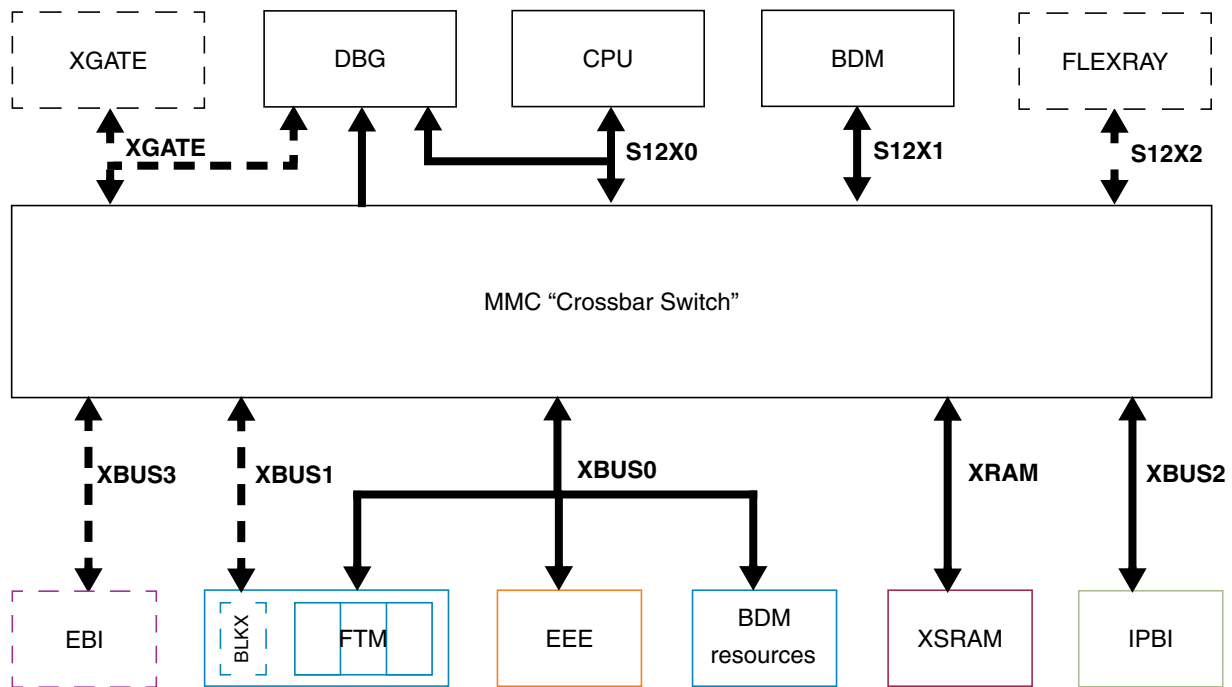 XGATE
DBG
CPU
BDM
FLEXRAY
XGATE
S12X0
S12X1
S12X2
MMC “Crossbar Switch”
XBUS3
XBUS1
XBUS0
XRAM
XBUS2
EBI
BLKX
FTM
EEE
BDM
resources
XSRAM
IPBI